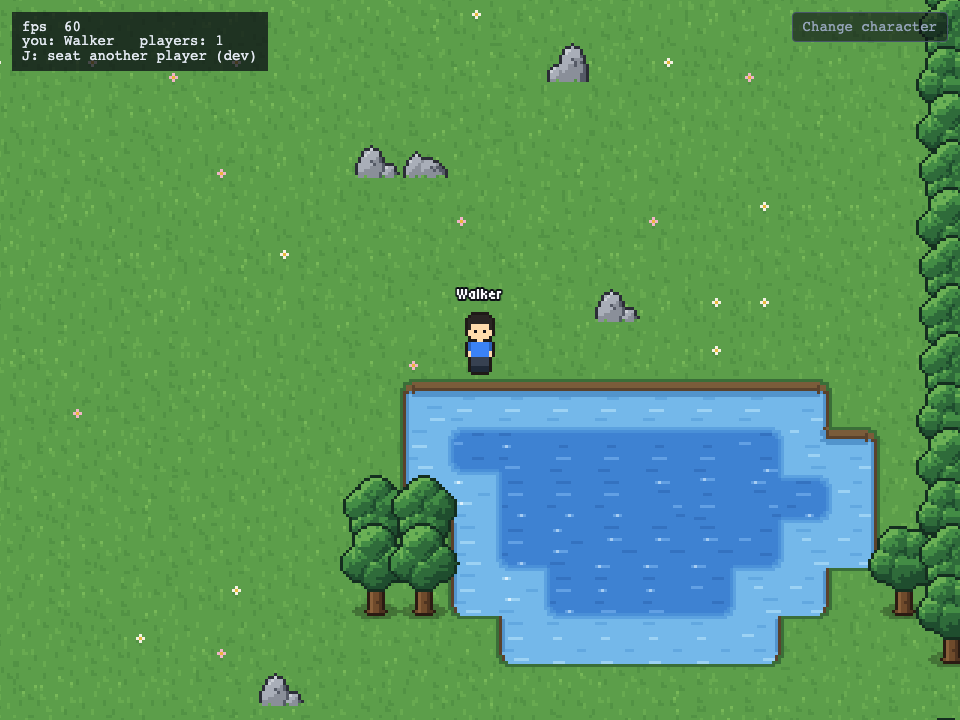 fps  60
you: Walker   players: 1
J: seat another player (dev)
Change character
Walker